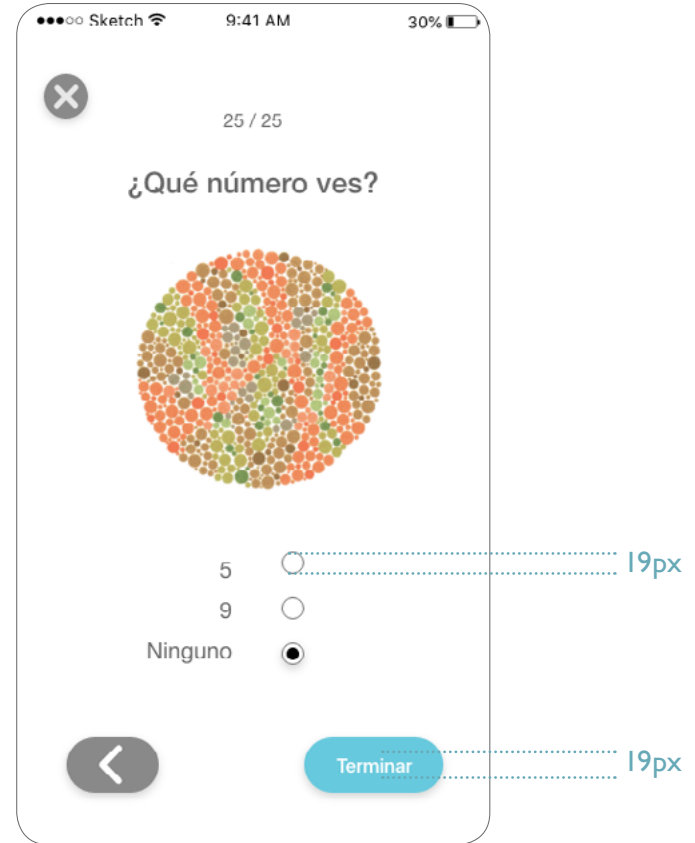 Sketch 9:41 AM 30%
25 / 25
¿Qué número ves?
5
19px
9
Ninguno
Terminar
19px